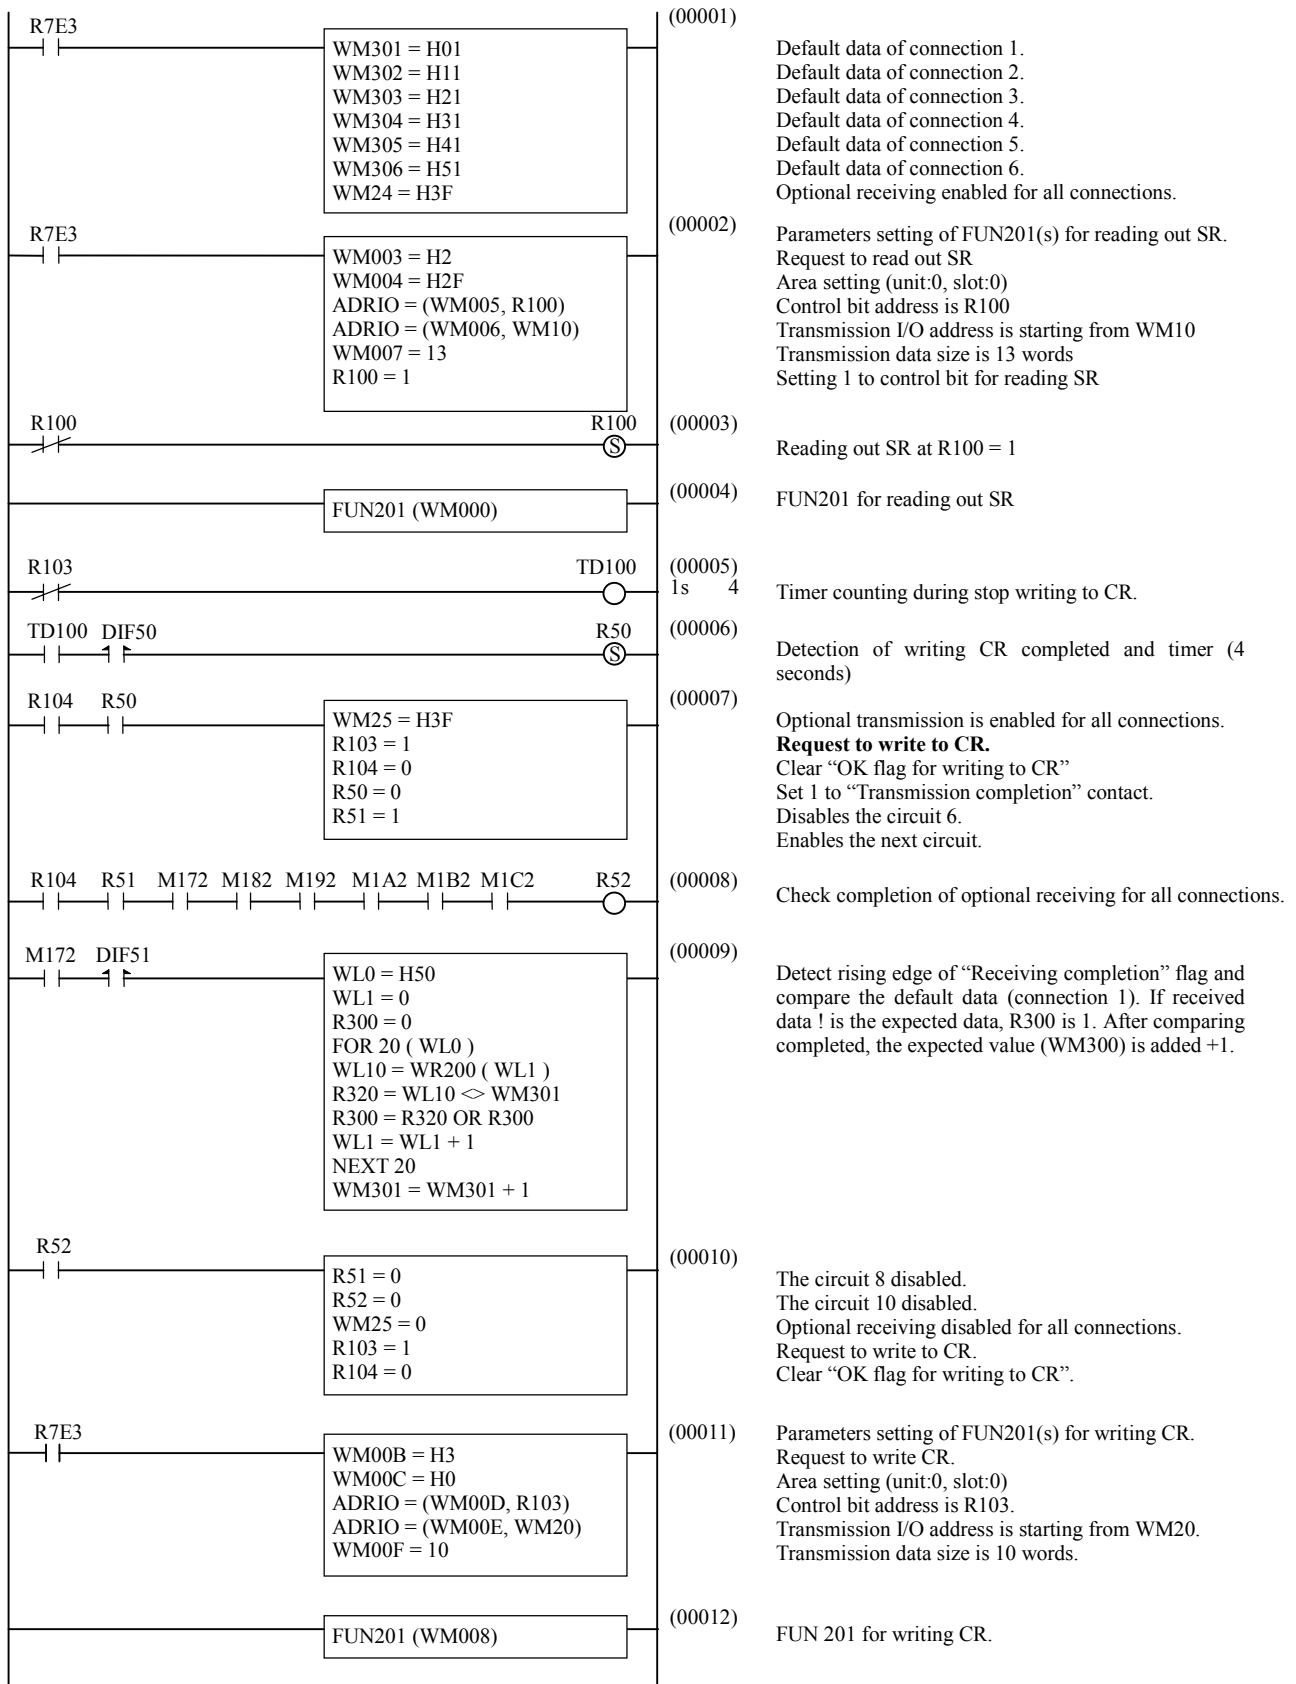 R7E3
(00001)
WM301 = H01
WM302 = H11
WM303 = H21
WM304 = H31
WM305 = H41
WM306 = H51
WM24 = H3F
Default data of connection 1.
Default data of connection 2.
Default data of connection 3.
Default data of connection 4.
Default data of connection 5.
Default data of connection 6.
Optional receiving enabled for all connections.
R7E3
(00002)
WM003 = H2
WM004 = H2F
ADRIO = (WM005, R100)
ADRIO = (WM006, WM10)
WM007 = 13
R100 = 1
Parameters setting of FUN201(s) for reading out SR.
Request to read out SR
Area setting (unit:0, slot:0)
Control bit address is R100
Transmission I/O address is starting from WM10
Transmission data size is 13 words
Setting 1 to control bit for reading SR
R100
R100
S
(00003)
Reading out SR at R100 = 1
FUN201 (WM000)
(00004)
FUN201 for reading out SR
R103
TD100
(00005)
1s 4
Timer counting during stop writing to CR.
TD100 DIF50
R50
S
(00006)
Detection of writing CR completed and timer (4
seconds)
R104 R50
(00007)
WM25 = H3F
R103 = 1
R104 = 0
R50 = 0
R51 = 1
Optional transmission is enabled for all connections.
Request to write to CR.
Clear “OK flag for writing to CR”
Set 1 to “Transmission completion” contact.
Disables the circuit 6.
Enables the next circuit.
R104 R51 M172 M182 M192 M1A2 M1B2 M1C2 R52
(00008)
Check completion of optional receiving for all connections.
M172 DIF51
(00009)
WL0 = H50
WL1 = 0
R300 = 0
FOR 20 ( WL0 )
WL10 = WR200 ( WL1 )
R320 = WL10 <> WM301
R300 = R320 OR R300
WL1 = WL1 + 1
NEXT 20
WM301 = WM301 + 1
Detect rising edge of “Receiving completion” flag and
compare the default data (connection 1). If received
data ! is the expected data, R300 is 1. After comparing
completed, the expected value (WM300) is added +1.
R52
(00010)
R51 = 0
R52 = 0
WM25 = 0
R103 = 1
R104 = 0
The circuit 8 disabled.
The circuit 10 disabled.
Optional receiving disabled for all connections.
Request to write to CR.
Clear “OK flag for writing to CR”.
R7E3
(00011)
WM00B = H3
WM00C = H0
ADRIO = (WM00D, R103)
ADRIO = (WM00E, WM20)
WM00F = 10
Parameters setting of FUN201(s) for writing CR.
Request to write CR.
Area setting (unit:0, slot:0)
Control bit address is R103.
Transmission I/O address is starting from WM20.
Transmission data size is 10 words.
FUN201 (WM008)
(00012)
FUN 201 for writing CR.